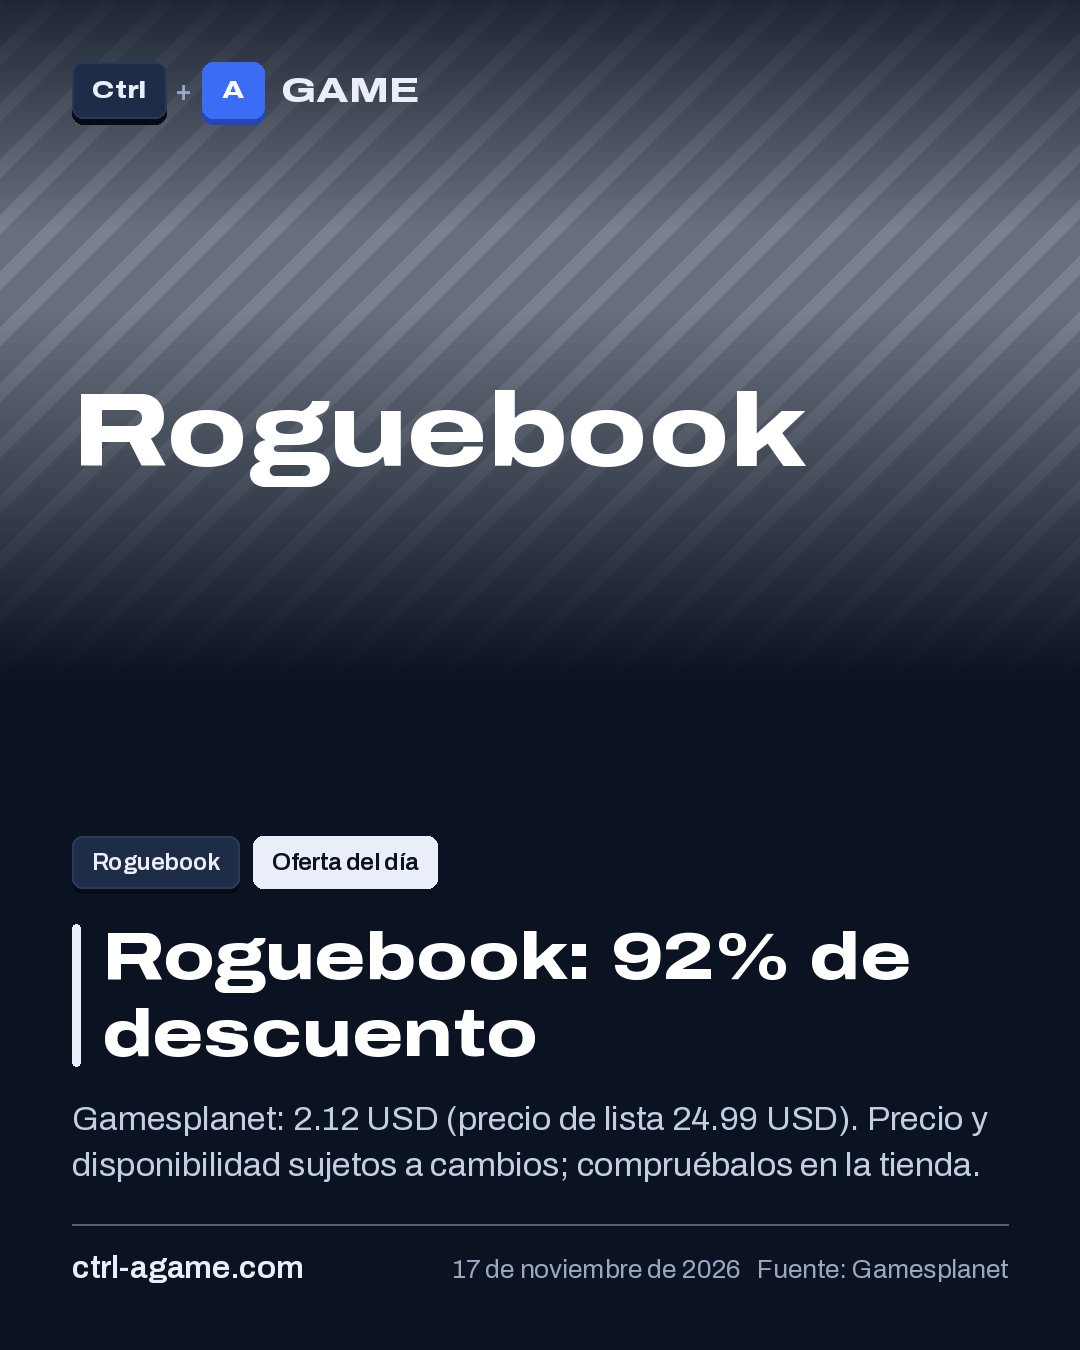 Ctrl + A GAME
Roguebook
Roguebook Oferta del día
Roguebook: 92% de
descuento
Gamesplanet: 2.12 USD (precio de lista 24.99 USD). Precio y
disponibilidad sujetos a cambios; compruébalos en la tienda.
ctrl-agame.com 17 de noviembre de 2026 Fuente: Gamesplanet